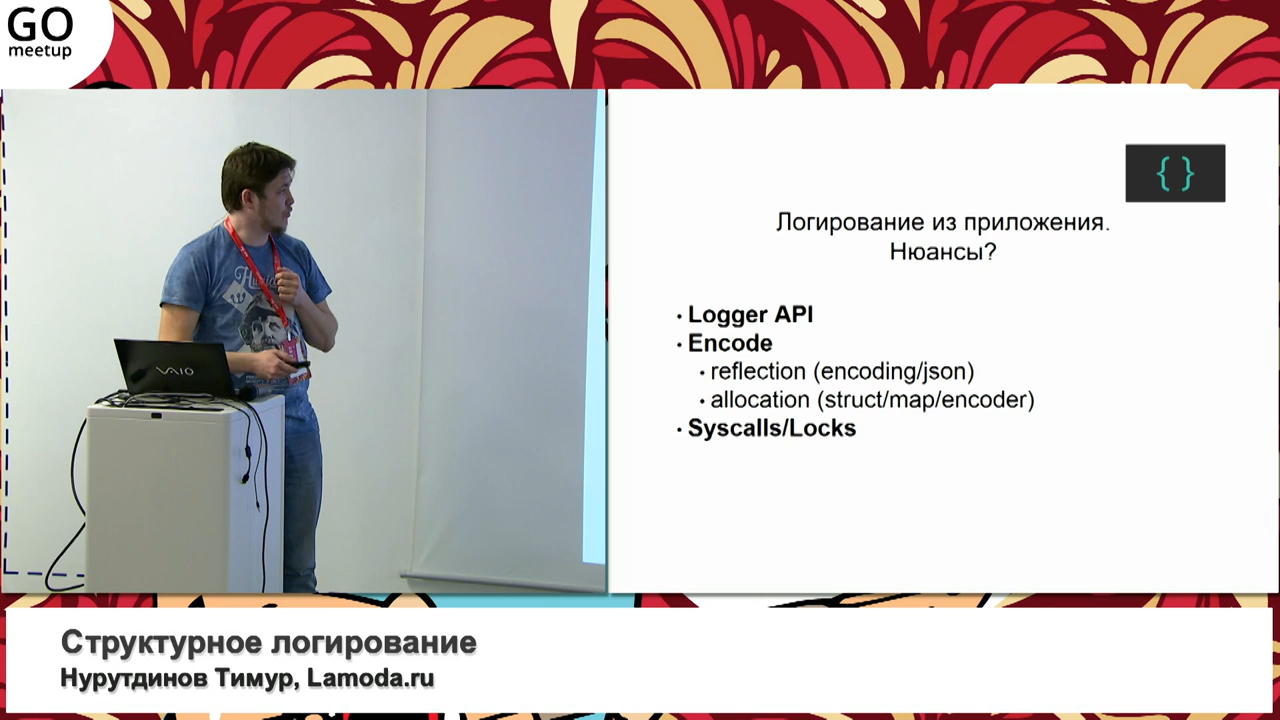 GO
meetup
{ }
Логирование из приложения.
Нюансы?
• Logger API
• Encode
• reflection (encoding/json)
• allocation (struct/map/encoder)
• Syscalls/Locks
VAIO
Структурное логирование
Нурутдинов Тимур, Lamoda.ru